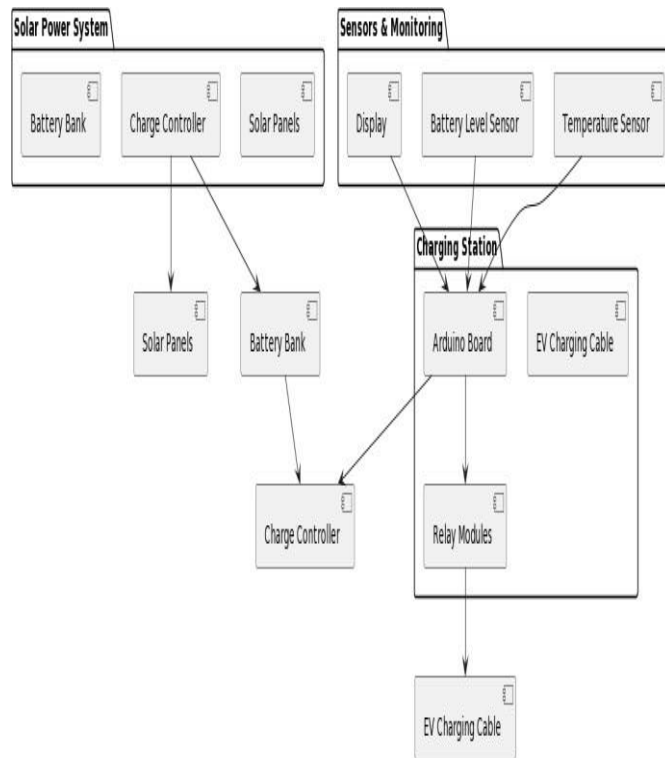 Solar Power System
Sensors & Monitoring
Battery Bank
Charge Controller
Solar Panels
Display
Battery Level Sensor
Temperature Sensor
Charging Station
Solar Panels
Battery Bank
Arduino Board
EV Charging Cable
Charge Controller
Relay Modules
EV Charging Cable